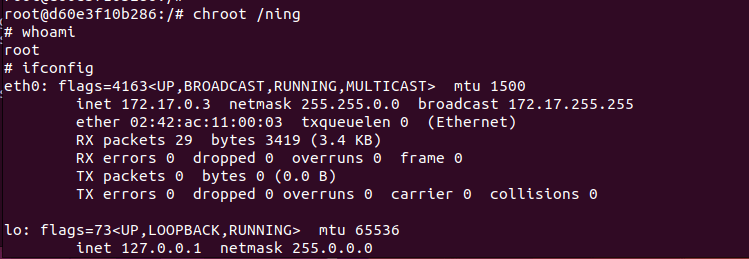 root@d60e3f10b286:/# chroot /ning
# whoami
root
# ifconfig
eth0: flags=4163<UP,BROADCAST,RUNNING,MULTICAST>  mtu 1500
        inet 172.17.0.3  netmask 255.255.0.0  broadcast 172.17.255.255
        ether 02:42:ac:11:00:03  txqueuelen 0  (Ethernet)
        RX packets 29  bytes 3419 (3.4 KB)
        RX errors 0  dropped 0  overruns 0  frame 0
        TX packets 0  bytes 0 (0.0 B)
        TX errors 0  dropped 0 overruns 0  carrier 0  collisions 0

lo: flags=73<UP,LOOPBACK,RUNNING>  mtu 65536
        inet 127.0.0.1  netmask 255.0.0.0